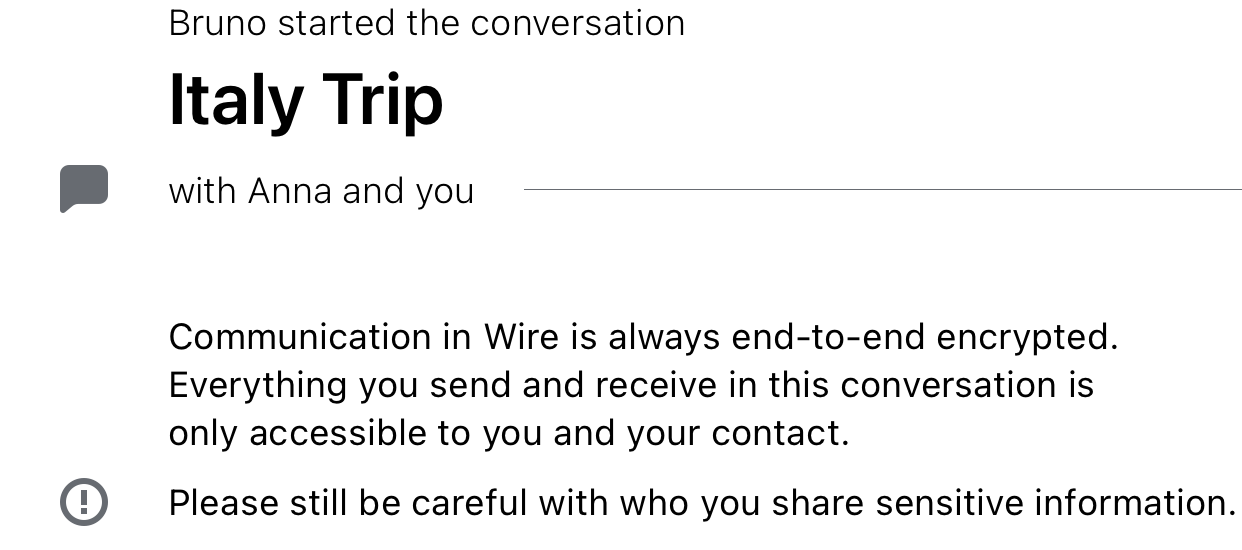 Bruno started the conversation
Italy Trip
with Anna and you
Communication in Wire is always end-to-end encrypted.
Everything you send and receive in this conversation is
only accessible to you and your contact.
Please still be careful with who you share sensitive information.